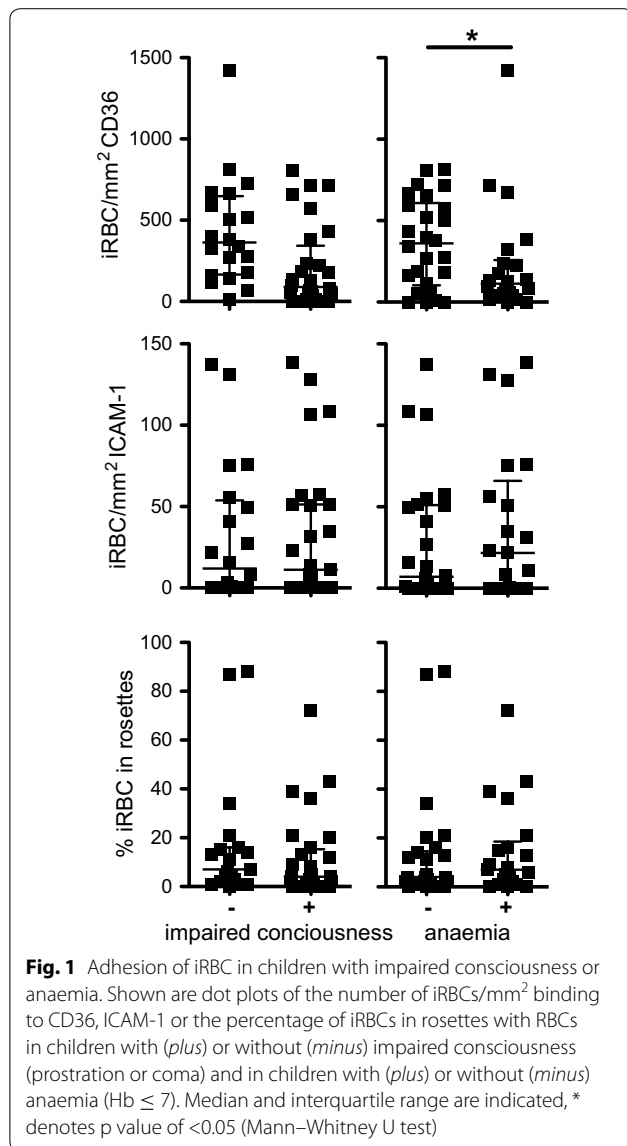 *
iRBC/mm² CD36
1500
1000
500
0
iRBC/mm² ICAM-1
150
100
50
0
% iRBC in rosettes
100
80
60
40
20
0
- + - +
impaired conciousness anaemia
Fig. 1 Adhesion of iRBC in children with impaired consciousness or
anaemia. Shown are dot plots of the number of iRBCs/mm² binding
to CD36, ICAM-1 or the percentage of iRBCs in rosettes with RBCs
in children with (plus) or without (minus) impaired consciousness
(prostration or coma) and in children with (plus) or without (minus)
anaemia (Hb ≤ 7). Median and interquartile range are indicated, *
denotes p value of <0.05 (Mann–Whitney U test)